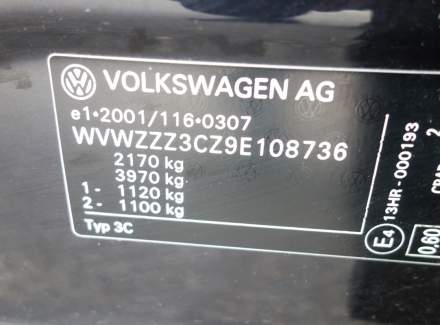 VOLKSWAGEN AG
e1*2001/116*0307
WVWZZZ3CZ9E108736
2170 kg
3970 kg
1- 1120 kg
2- 1100 kg
Typ 3C
E4
13HR-000193
0,60
2